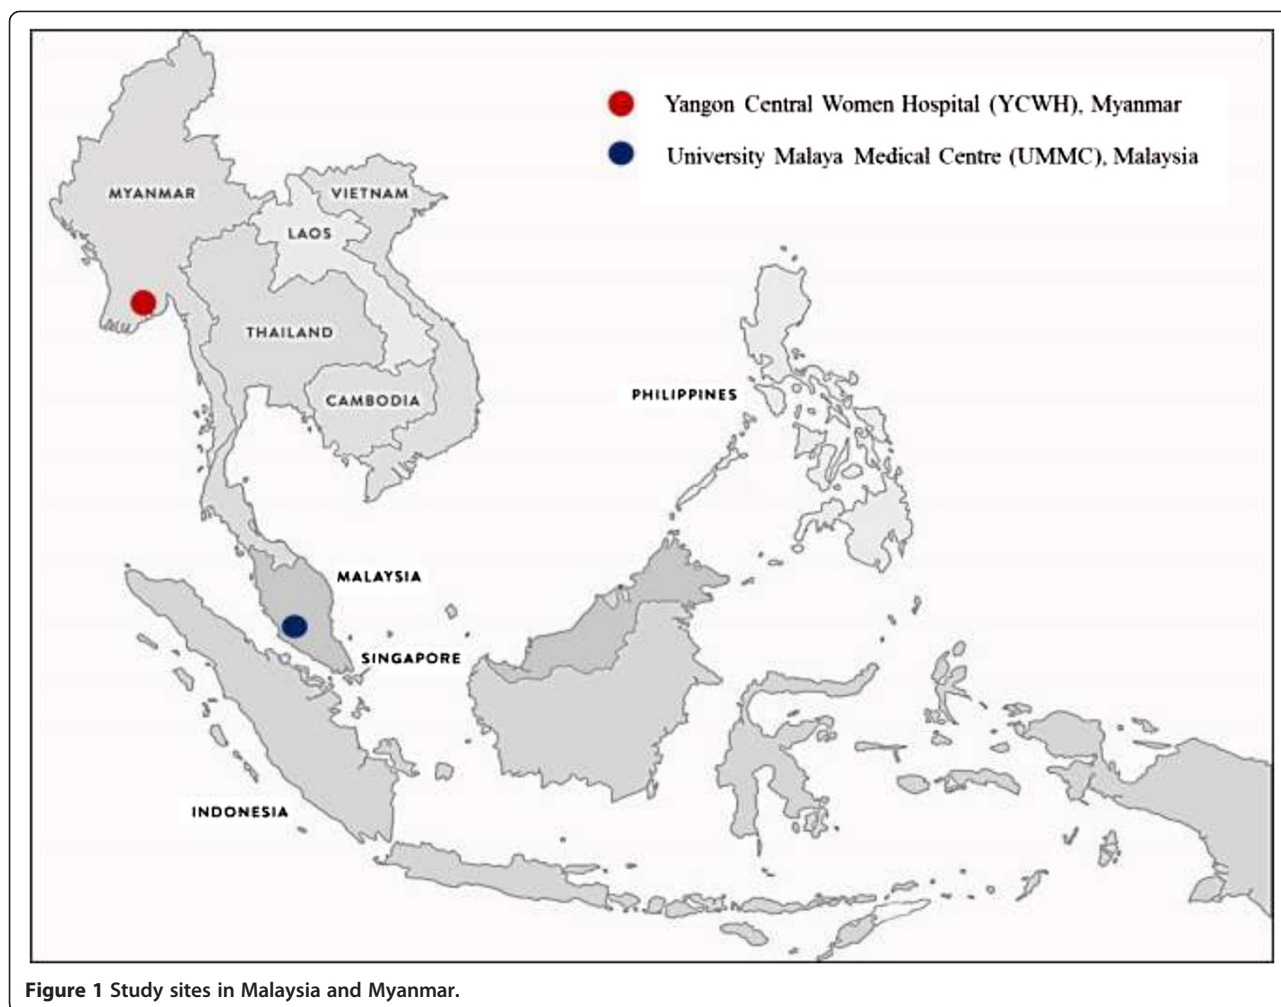 Yangon Central Women Hospital (YCWH), Myanmar
University Malaya Medical Centre (UMMC), Malaysia
MYANMAR
VIETNAM
LAOS
THAILAND
CAMBODIA
PHILIPPINES
MALAYSIA
SINGAPORE
INDONESIA
Figure 1 Study sites in Malaysia and Myanmar.